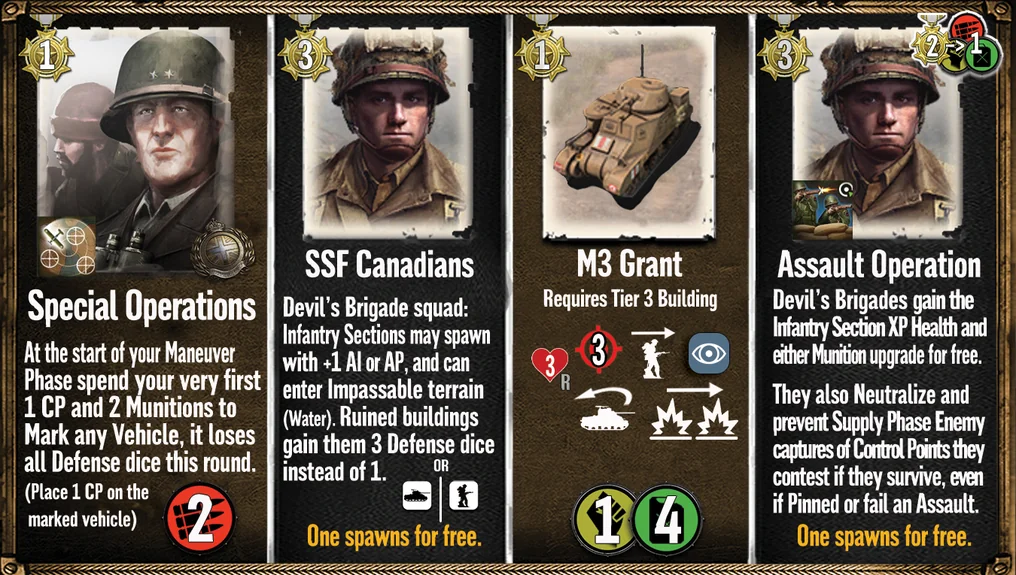 1
Special Operations
At the start of your Maneuver
Phase spend your very first
1 CP and 2 Munitions to
Mark any Vehicle, it loses
all Defense dice this round.
(Place 1 CP on the
marked vehicle)
2
3
SSF Canadians
Devil's Brigade squad:
Infantry Sections may spawn
with +1 AI or AP, and can
enter Impassable terrain
(Water). Ruined buildings
gain them 3 Defense dice
instead of 1.
OR
One spawns for free.
1
M3 Grant
Requires Tier 3 Building
3
R
3
1
4
3
2->1
Assault Operation
Devil's Brigades gain the
Infantry Section XP Health and
either Munition upgrade for free.
They also Neutralize and
prevent Supply Phase Enemy
captures of Control Points they
contest if they survive, even
if Pinned or fail an Assault.
One spawns for free.